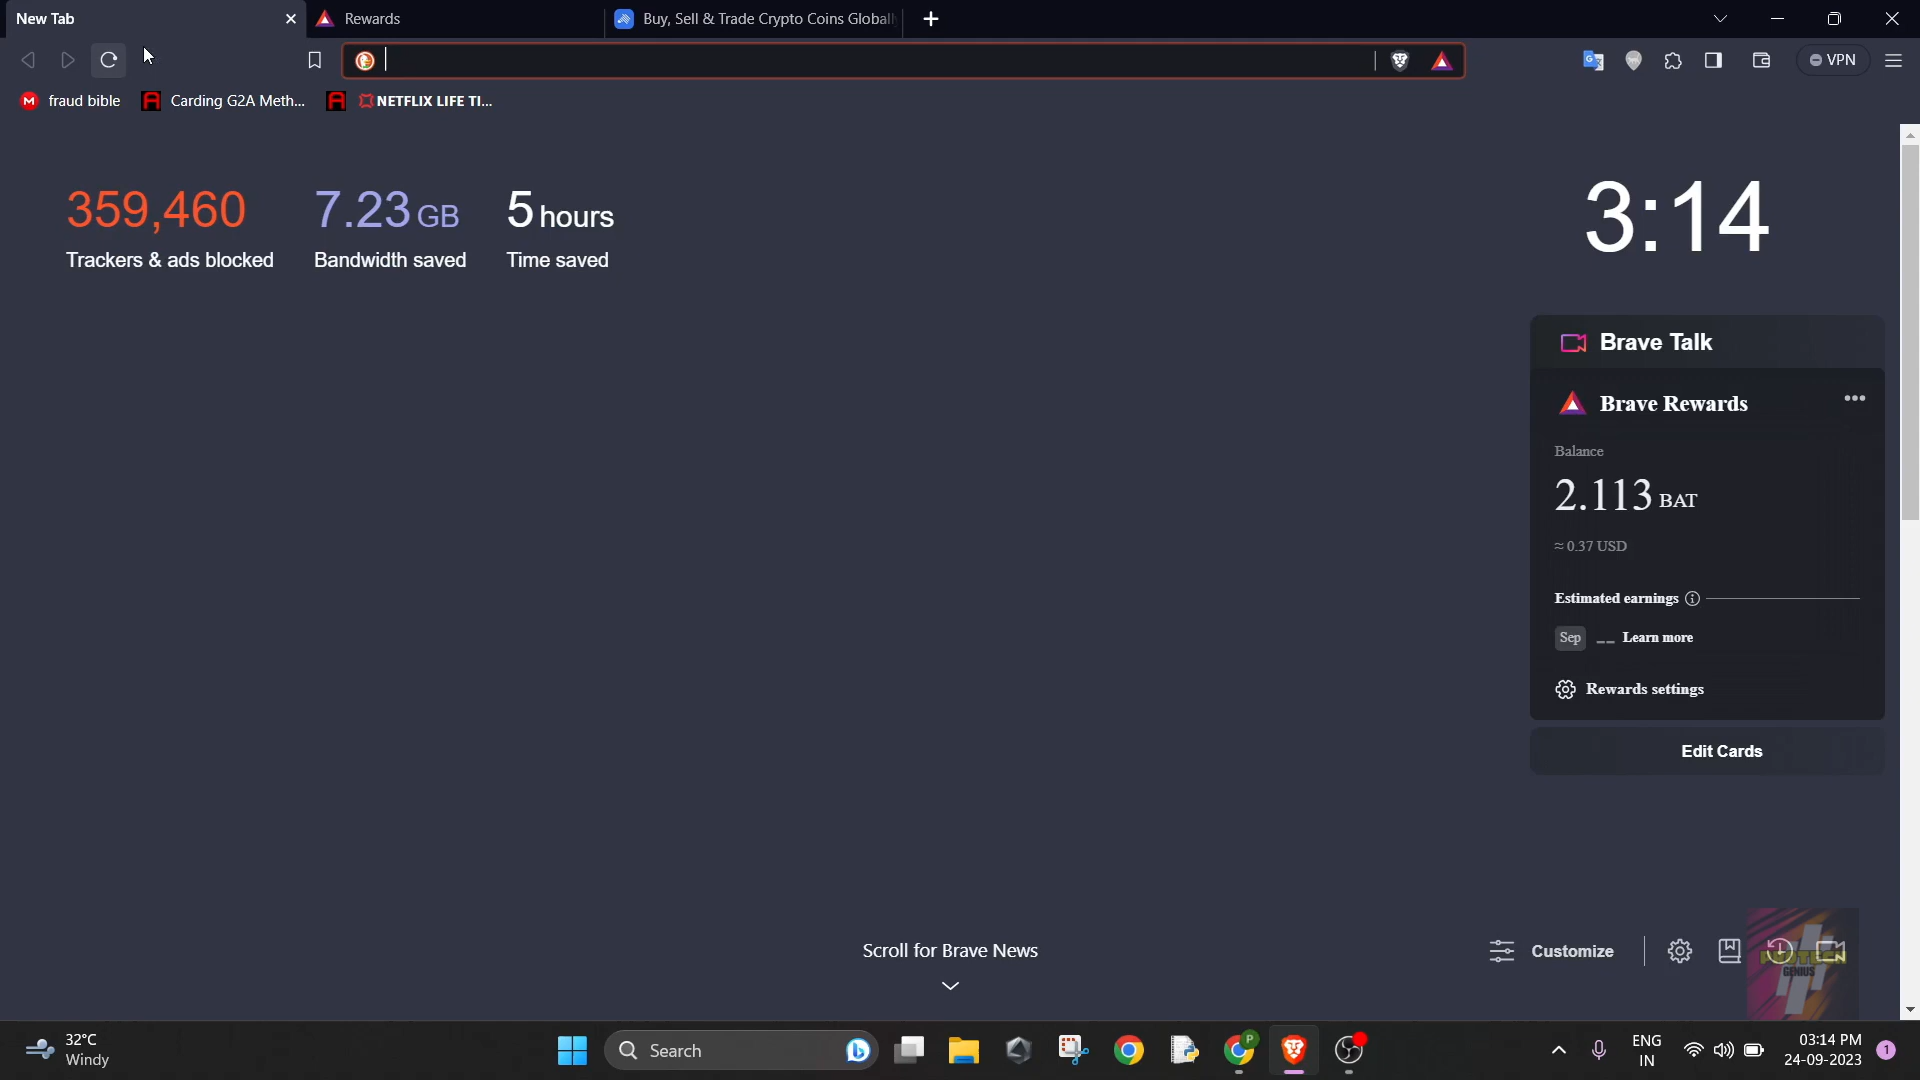 New Tab
Rewards
Buy, Sell & Trade Crypto Coins Globall
VPN
fraud bible
Carding G2A Meth...
NETFLIX LIFE TI...
359,460
Trackers & ads blocked
7.23 GB
Bandwidth saved
5 hours
Time saved
3:14
Brave Talk
Brave Rewards
Balance
2.113 BAT
≈ 0.37 USD
Estimated earnings
Sep
_ _ Learn more
Rewards settings
Edit Cards
Scroll for Brave News
Customize
GENIUS
32°C
Windy
Search
ENG
IN
03:14 PM
24-09-2023
1